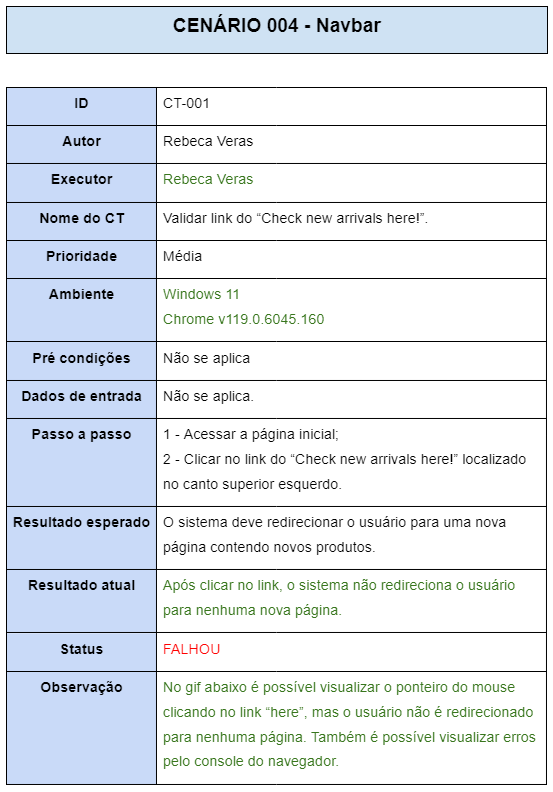 CENÁRIO 004 - Navbar
ID
CT-001
Autor
Rebeca Veras
Executor
Rebeca Veras
Nome do CT
Validar link do “Check new arrivals here!”.
Prioridade
Média
Ambiente
Windows 11
Chrome v119.0.6045.160
Pré condições
Não se aplica
Dados de entrada
Não se aplica.
Passo a passo
1 - Acessar a página inicial;
2 - Clicar no link do “Check new arrivals here!” localizado
no canto superior esquerdo.
Resultado esperado
O sistema deve redirecionar o usuário para uma nova
página contendo novos produtos.
Resultado atual
Após clicar no link, o sistema não redireciona o usuário
para nenhuma nova página.
Status
FALHOU
Observação
No gif abaixo é possível visualizar o ponteiro do mouse
clicando no link “here”, mas o usuário não é redirecionado
para nenhuma página. Também é possível visualizar erros
pelo console do navegador.